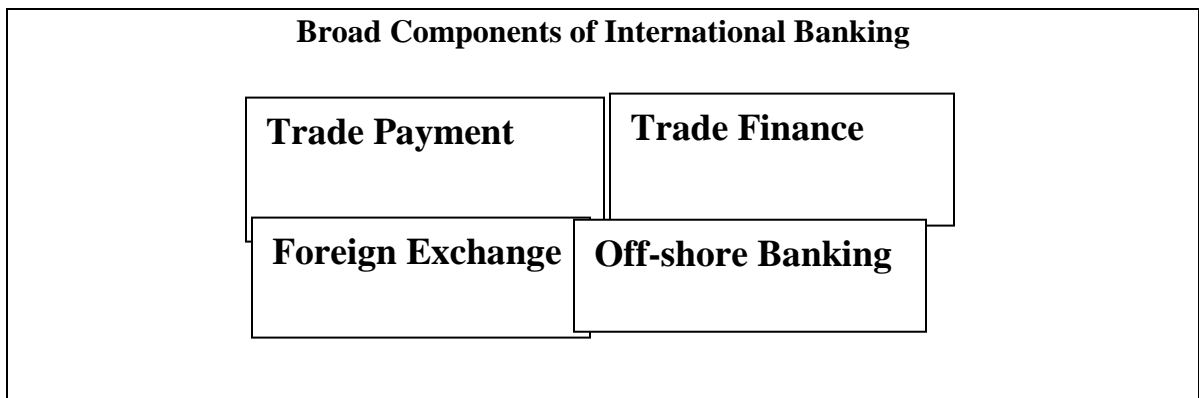 Broad Components of International Banking
Trade Payment
Trade Finance
Foreign Exchange
Off-shore Banking